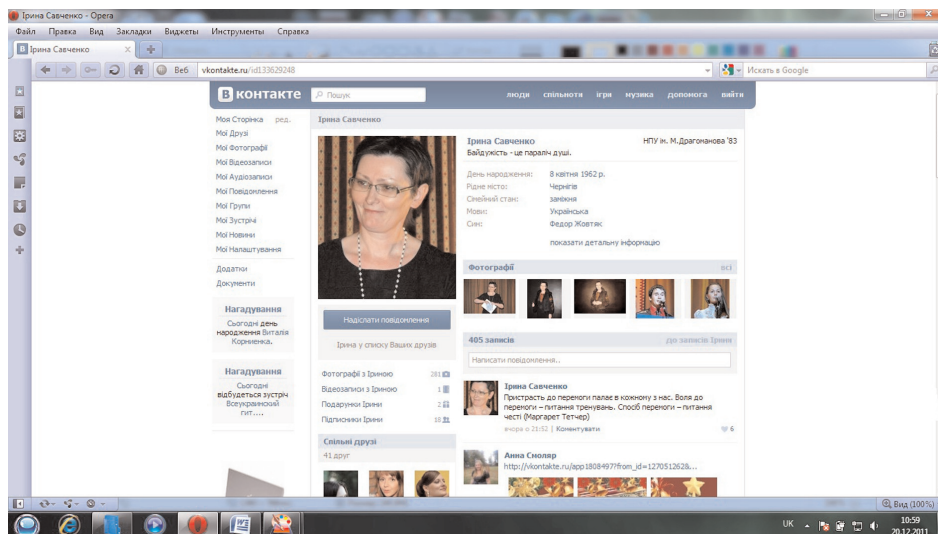 Ірина Савченко - Opera
Файл Правка Вид Закладки Виджеты Инструменты Справка
Ірина Савченко
Веб vkontakte.ru/id133629248
Искать в Google
В контакте
Пошук
люди спільноти ігри музика допомога вийти
Моя Сторінка ред.
Мої Друзі
Мої Фотографії
Мої Відеозаписи
Мої Аудіозаписи
Мої Повідомлення
Мої Групи
Мої Зустрічі
Мої Новини
Мої Налаштування
Додатки
Документи
Нагадування
Сьогодні день
народження Виталія
Корниенка.
Нагадування
Сьогодні
відбудеться зустріч
Всеукраинский
гит....
Ірина Савченко
Надіслати повідомлення
Ірина у списку Ваших друзів
Фотографії з Іриною 281
Відеозаписи з Іриною 1
Подарунки Ірини 2
Підписники Ірини 18
Спільні друзі
41 друг
Ірина Савченко
НПУ ім. М.Драгоманова '83
Байдужість - це параліч душі.
День народження: 8 квітня 1962 р.
Рідне місто: Чернігів
Сімейний стан: заміжня
Мови: Українська
Син: Федор Жовтяк
показати детальну інформацію
Фотографії всі
405 записів до записів Ірини
Написати повідомлення..
Ірина Савченко
Пристрасть до перемоги палає в кожному з нас. Воля до
перемоги – питання тренувань. Спосіб перемоги – питання
честі (Маргарет Тетчер)
вчора о 21:52 | Коментувати 6
Анна Смоляр
http://vkontakte.ru/app1808497?from_id=127051262&...
Вид (100%)
UK
10:59
20.12.2011